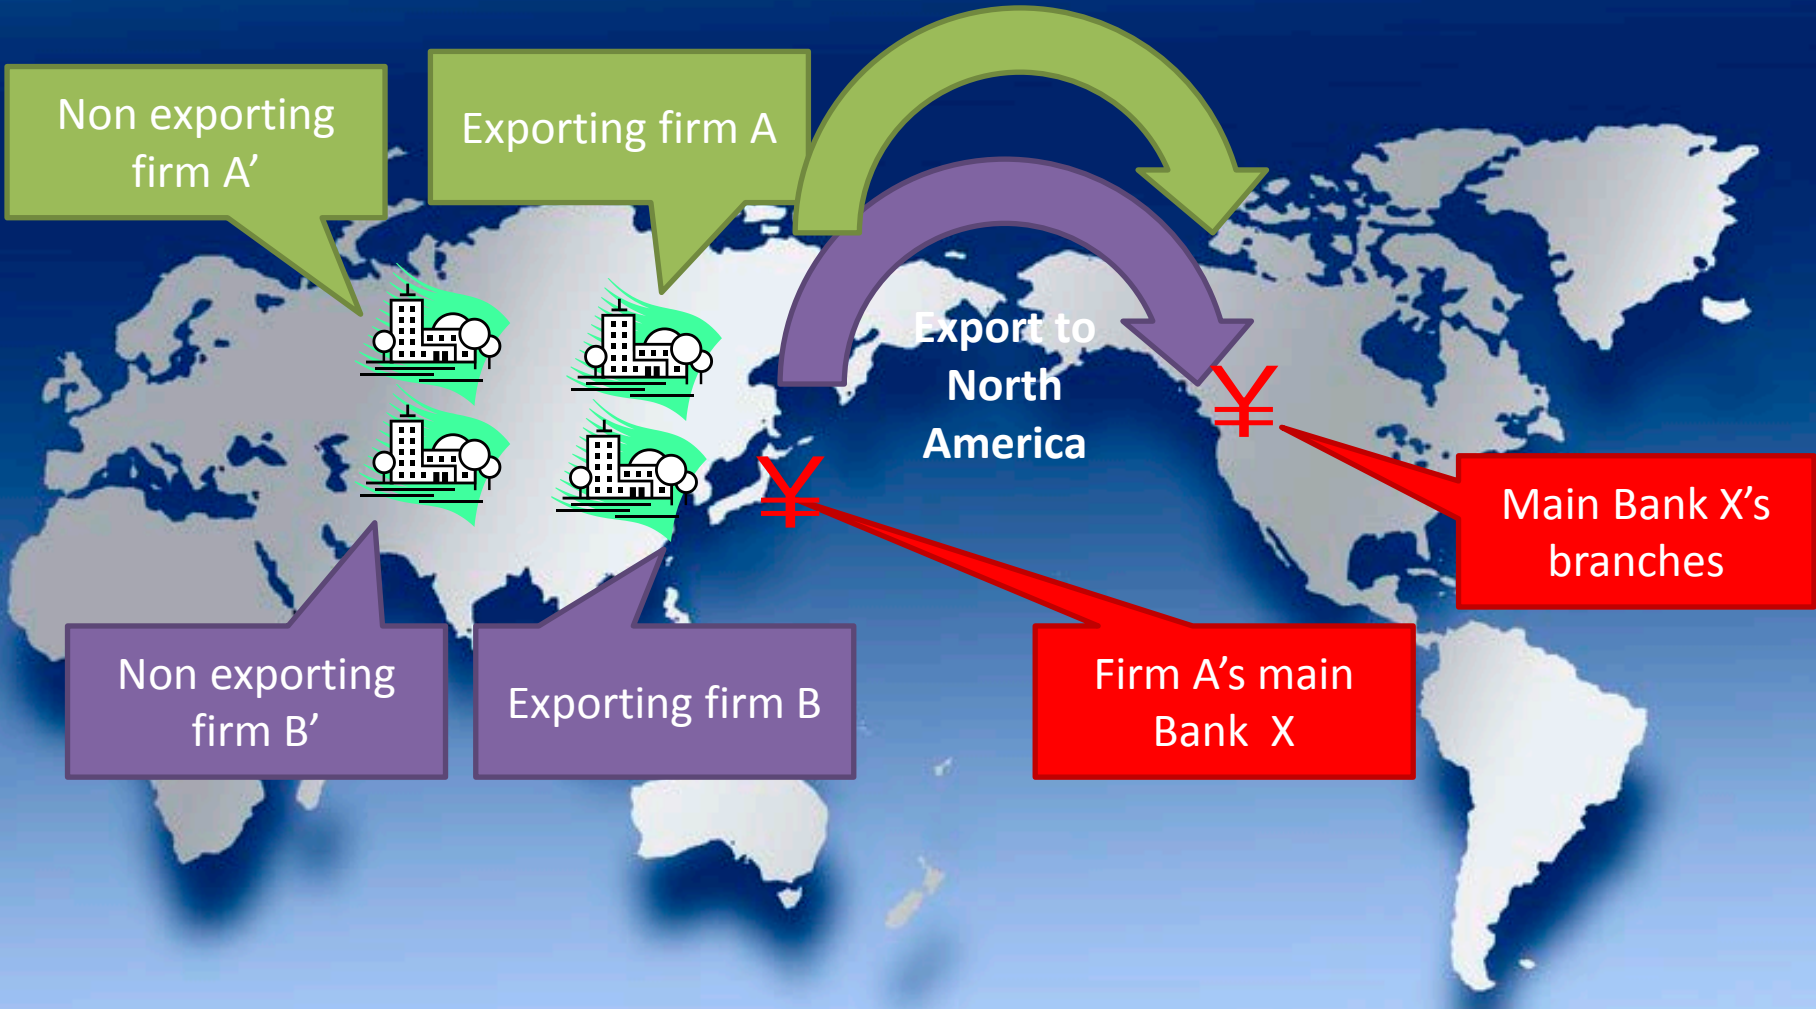 Non exporting
firm A’
Exporting firm A
Export to
North
America
¥
¥
Main Bank X’s
branches
Non exporting
firm B’
Exporting firm B
Firm A’s main
Bank  X